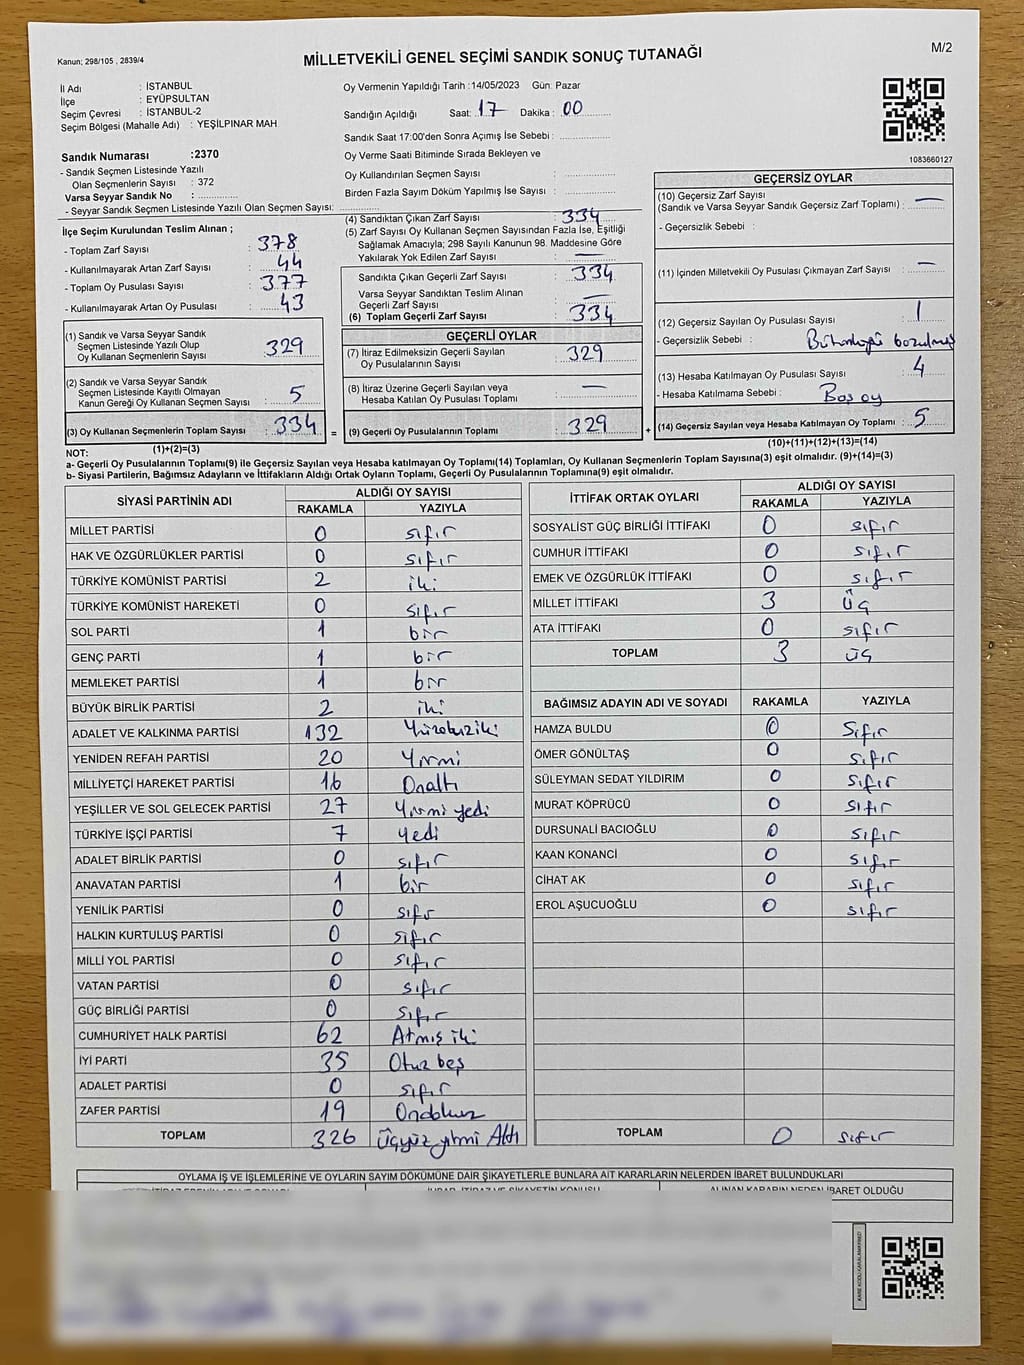 Kanun; 298/105 , 2839/4
MİLLETVEKİLİ GENEL SEÇİMİ SANDIK SONUÇ TUTANAĞI
M/2
İl Adı : İSTANBUL
İlçe : EYÜPSULTAN
Seçim Çevresi : İSTANBUL-2
Seçim Bölgesi (Mahalle Adı) : YEŞİLPINAR MAH
Sandık Numarası :2370
- Sandık Seçmen Listesinde Yazılı
Olan Seçmenlerin Sayısı : 372
Varsa Seyyar Sandık No :
- Seyyar Sandık Seçmen Listesinde Yazılı Olan Seçmen Sayısı:
Oy Vermenin Yapıldığı Tarih :14/05/2023 Gün: Pazar
Sandığın Açıldığı Saat: 17 Dakika : 00
Sandık Saat 17:00'den Sonra Açımış İse Sebebi :
Oy Verme Saati Bitiminde Sırada Bekleyen ve
Oy Kullandırılan Seçmen Sayısı :
Birden Fazla Sayım Döküm Yapılmış İse Sayısı :
1083660127
İlçe Seçim Kurulundan Teslim Alınan ;
- Toplam Zarf Sayısı : 378
- Kullanılmayarak Artan Zarf Sayısı : 44
- Toplam Oy Pusulası Sayısı : 377
- Kullanılmayarak Artan Oy Pusulası : 43
(1) Sandık ve Varsa Seyyar Sandık
Seçmen Listesinde Yazılı Olup
Oy Kullanan Seçmenlerin Sayısı : 329
(2) Sandık ve Varsa Seyyar Sandık
Seçmen Listesinde Kayıtlı Olmayan
Kanun Gereği Oy Kullanan Seçmen Sayısı : 5
(3) Oy Kullanan Seçmenlerin Toplam Sayısı : 334
(1)+(2)=(3)
(4) Sandıktan Çıkan Zarf Sayısı : 334
(5) Zarf Sayısı Oy Kullanan Seçmen Sayısından Fazla İse, Eşitliği
Sağlamak Amacıyla; 298 Sayılı Kanunun 98. Maddesine Göre
Yakılarak Yok Edilen Zarf Sayısı : —
Sandıkta Çıkan Geçerli Zarf Sayısı : 334
Varsa Seyyar Sandıktan Teslim Alınan
Geçerli Zarf Sayısı : —
(6) Toplam Geçerli Zarf Sayısı : 334
GEÇERLİ OYLAR
(7) İtiraz Edilmeksizin Geçerli Sayılan
Oy Pusulalarının Sayısı : 329
(8) İtiraz Üzerine Geçerli Sayılan veya
Hesaba Katılan Oy Pusulası Toplamı : —
= (9) Geçerli Oy Pusulalarının Toplamı : 329 +
GEÇERSİZ OYLAR
(10) Geçersiz Zarf Sayısı
(Sandık ve Varsa Seyyar Sandık Geçersiz Zarf Toplamı) : —
- Geçersizlik Sebebi :
(11) İçinden Milletvekili Oy Pusulası Çıkmayan Zarf Sayısı : —
(12) Geçersiz Sayılan Oy Pusulası Sayısı : 1
- Geçersizlik Sebebi : bozulmuş
(13) Hesaba Katılmayan Oy Pusulası Sayısı : 4
- Hesaba Katılmama Sebebi : Boş oy
(14) Geçersiz Sayılan veya Hesaba Katılmayan Oy Toplamı : 5
(10)+(11)+(12)+(13)=(14)
NOT:
a- Geçerli Oy Pusulalarının Toplamı(9) ile Geçersiz Sayılan veya Hesaba katılmayan Oy Toplamı(14) Toplamları, Oy Kullanan Seçmenlerin Toplam Sayısına(3) eşit olmalıdır. (9)+(14)=(3)
b- Siyasi Partilerin, Bağımsız Adayların ve İttifakların Aldığı Ortak Oyların Toplamı, Geçerli Oy Pusulalarının Toplamına(9) eşit olmalıdır.
SİYASİ PARTİNİN ADI ALDIĞI OY SAYISI
RAKAMLA YAZIYLA
MİLLET PARTİSİ 0 sıfır
HAK VE ÖZGÜRLÜKLER PARTİSİ 0 sıfır
TÜRKİYE KOMÜNİST PARTİSİ 2 iki
TÜRKİYE KOMÜNİST HAREKETİ 0 sıfır
SOL PARTİ 1 bir
GENÇ PARTİ 1 bir
MEMLEKET PARTİSİ 1 bir
BÜYÜK BİRLİK PARTİSİ 2 iki
ADALET VE KALKINMA PARTİSİ 132 Yüzotuziki
YENİDEN REFAH PARTİSİ 20 Yirmi
MİLLİYETÇİ HAREKET PARTİSİ 16 Onaltı
YEŞİLLER VE SOL GELECEK PARTİSİ 27 Yirmi yedi
TÜRKİYE İŞÇİ PARTİSİ 7 yedi
ADALET BİRLİK PARTİSİ 0 sıfır
ANAVATAN PARTİSİ 1 bir
YENİLİK PARTİSİ 0 sıfır
HALKIN KURTULUŞ PARTİSİ 0 sıfır
MİLLİ YOL PARTİSİ 0 sıfır
VATAN PARTİSİ 0 sıfır
GÜÇ BİRLİĞİ PARTİSİ 0 sıfır
CUMHURİYET HALK PARTİSİ 62 Atmış iki
İYİ PARTİ 35 Otuz beş
ADALET PARTİSİ 0 sıfır
ZAFER PARTİSİ 19 Ondokuz
TOPLAM 326 Üçyüz yirmi Altı
İTTİFAK ORTAK OYLARI ALDIĞI OY SAYISI
RAKAMLA YAZIYLA
SOSYALİST GÜÇ BİRLİĞİ İTTİFAKI 0 sıfır
CUMHUR İTTİFAKI 0 sıfır
EMEK VE ÖZGÜRLÜK İTTİFAKI 0 sıfır
MİLLET İTTİFAKI 3 Üç
ATA İTTİFAKI 0 sıfır
TOPLAM 3 üç
BAĞIMSIZ ADAYIN ADI VE SOYADI RAKAMLA YAZIYLA
HAMZA BULDU 0 Sıfır
ÖMER GÖNÜLTAŞ 0 sıfır
SÜLEYMAN SEDAT YILDIRIM 0 sıfır
MURAT KÖPRÜCÜ 0 sıfır
DURSUNALİ BACIOĞLU 0 sıfır
KAAN KONANCİ 0 sıfır
CİHAT AK 0 sıfır
EROL AŞUCUOĞLU 0 sıfır
TOPLAM 0 sıfır
OYLAMA İŞ VE İŞLEMLERİNE VE OYLARIN SAYIM DÖKÜMÜNE DAİR ŞİKAYETLERLE BUNLARA AİT KARARLARIN NELERDEN İBARET BULUNDUKLARI
ALINAN KARARIN NEDEN İBARET OLDUĞU
KARE KODU KARALAMAYINIZ!